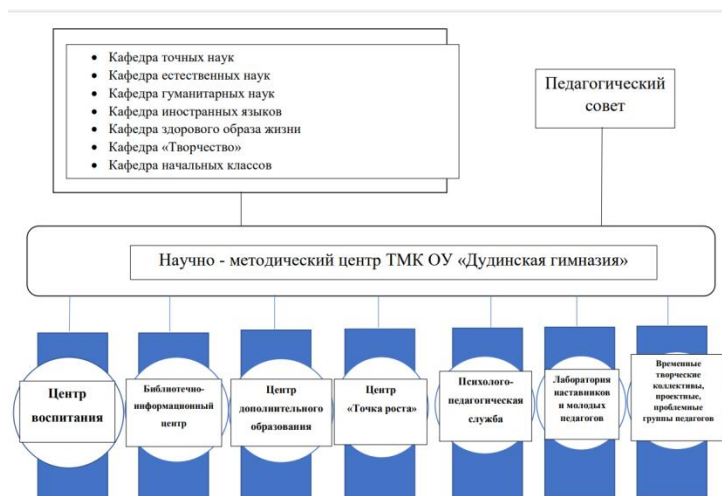 • Кафедра точных наук
• Кафедра естественных наук
• Кафедра гуманитарных наук
• Кафедра иностранных языков
• Кафедра здорового образа жизни
• Кафедра «Творчество»
• Кафедра начальных классов
Педагогический
совет
Научно - методический центр ТМК ОУ «Дудинская гимназия»
Центр
воспитания
Библиотечно-
информационный
центр
Центр
дополнительного
образования
Центр
«Точка роста»
Психолого-
педагогическая
служба
Лаборатория
наставников
и молодых
педагогов
Временные
творческие
коллективы,
проектные,
проблемные
группы педагогов